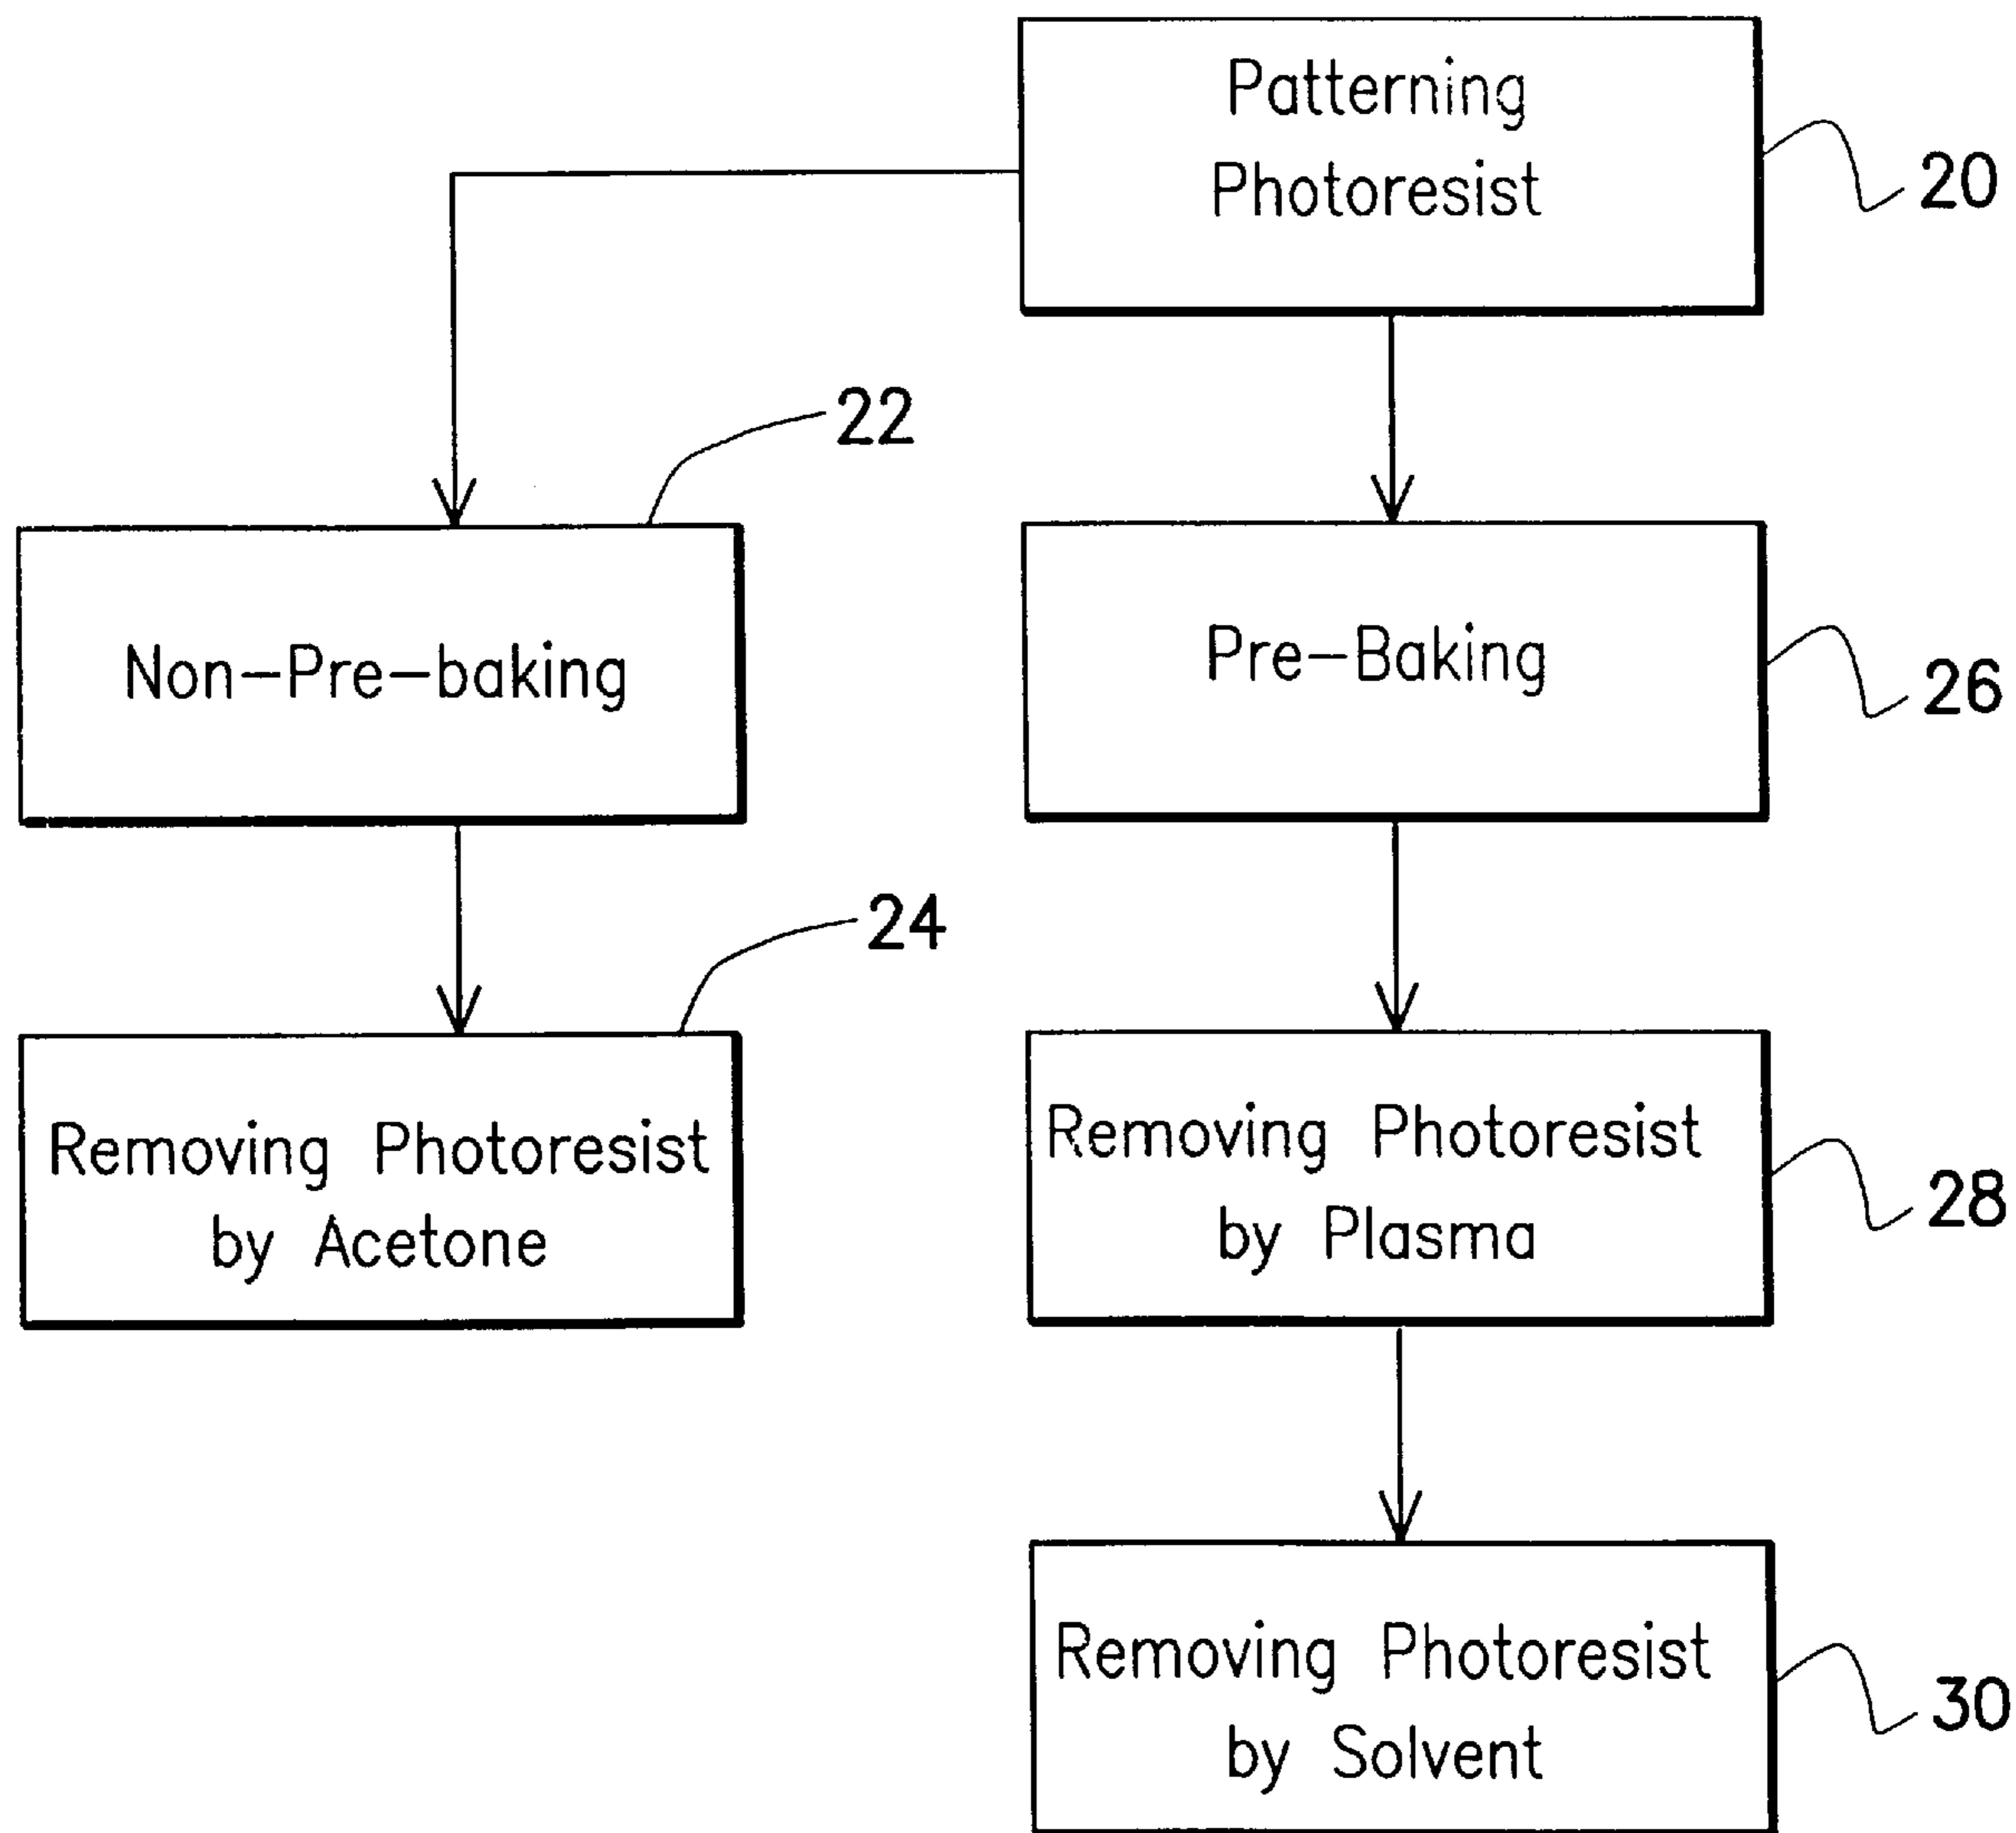 Patterning
Photoresist
20
22
Non-Pre-baking
Pre-Baking
26
24
Removing Photoresist
by Acetone
Removing Photoresist
by Plasma
28
Removing Photoresist
by Solvent
30